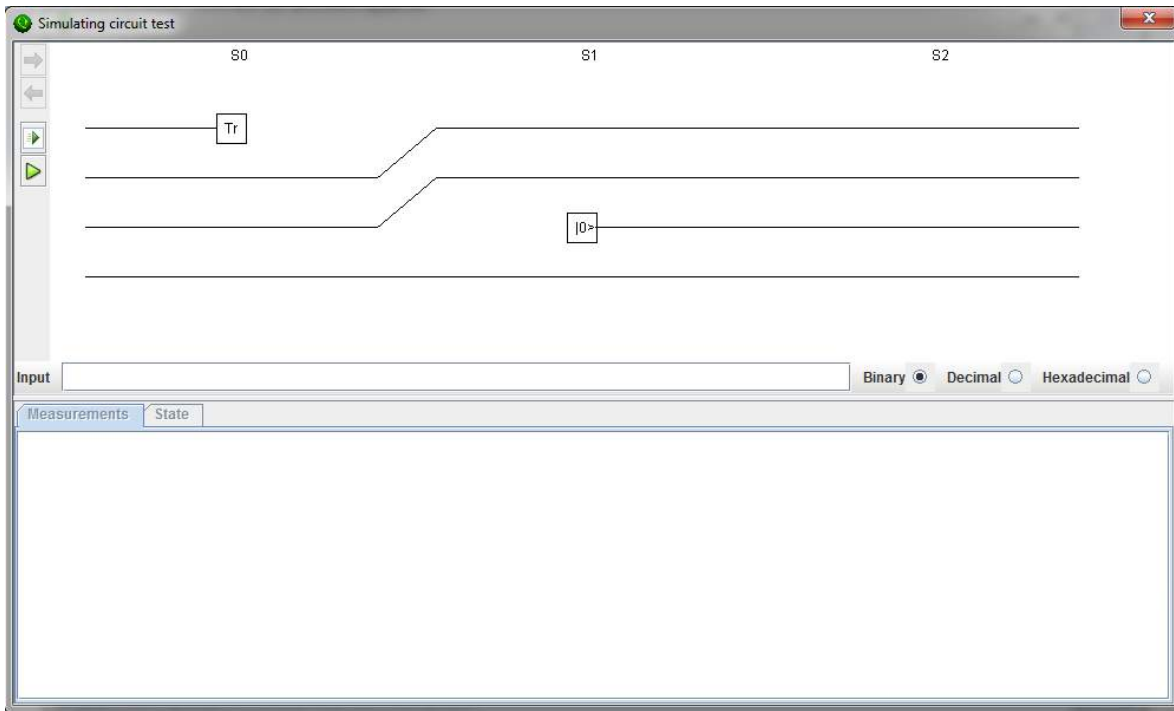 Simulating circuit test
S0 S1 S2
Tr
|0>
Input Binary Decimal Hexadecimal
Measurements State